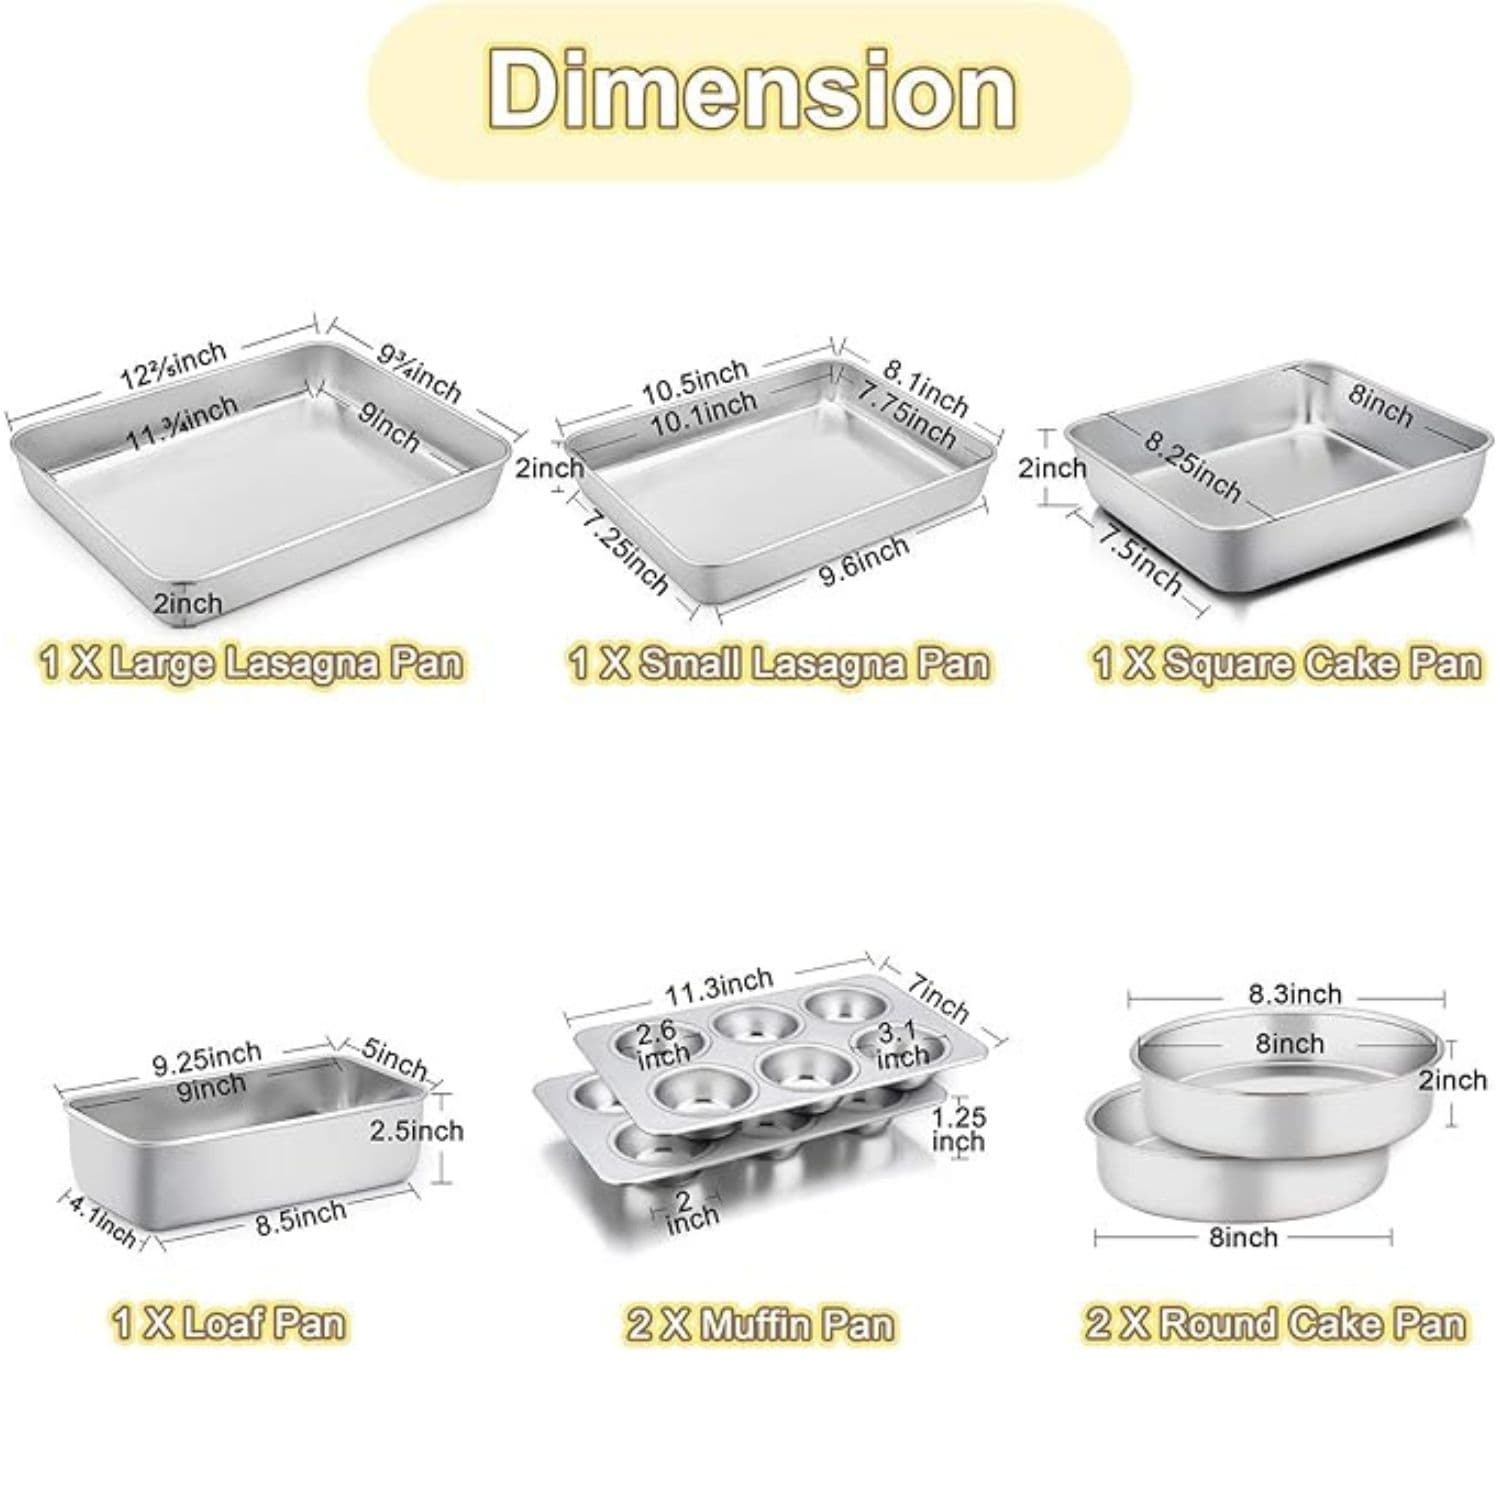 Dimension
12⅖inch
9¾inch
11.¾inch
9inch
2inch
1 X Large Lasagna Pan
10.5inch
8.1inch
10.1inch
7.75inch
2inch
7.25inch
9.6inch
1 X Small Lasagna Pan
8inch
8.25inch
2inch
7.5inch
1 X Square Cake Pan
9.25inch
5inch
9inch
2.5inch
4.1inch
8.5inch
1 X Loaf Pan
11.3inch
7inch
2.6
inch
3.1
inch
1.25
inch
2
inch
2 X Muffin Pan
8.3inch
8inch
2inch
8inch
2 X Round Cake Pan